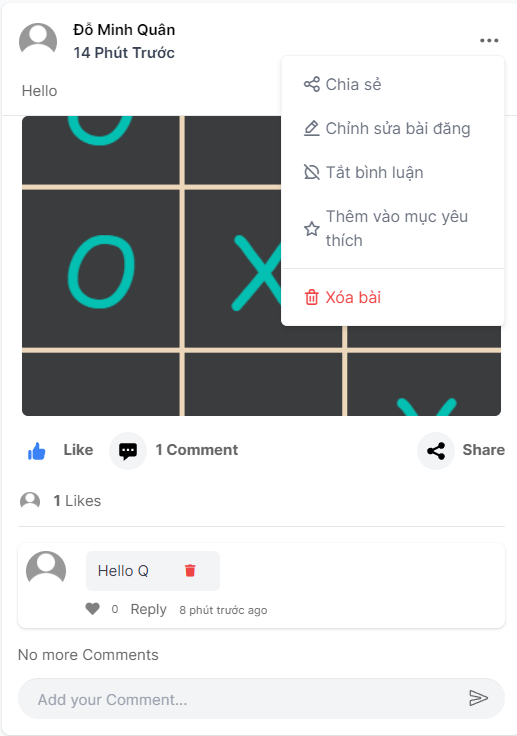 Đỗ Minh Quân
14 Phút Trước
Hello
Chia sẻ
Chỉnh sửa bài đăng
Tắt bình luận
Thêm vào mục yêu
thích
Xóa bài
O X
Like 1 Comment Share
1 Likes
Hello Q
0 Reply 8 phút trước ago
No more Comments
Add your Comment...